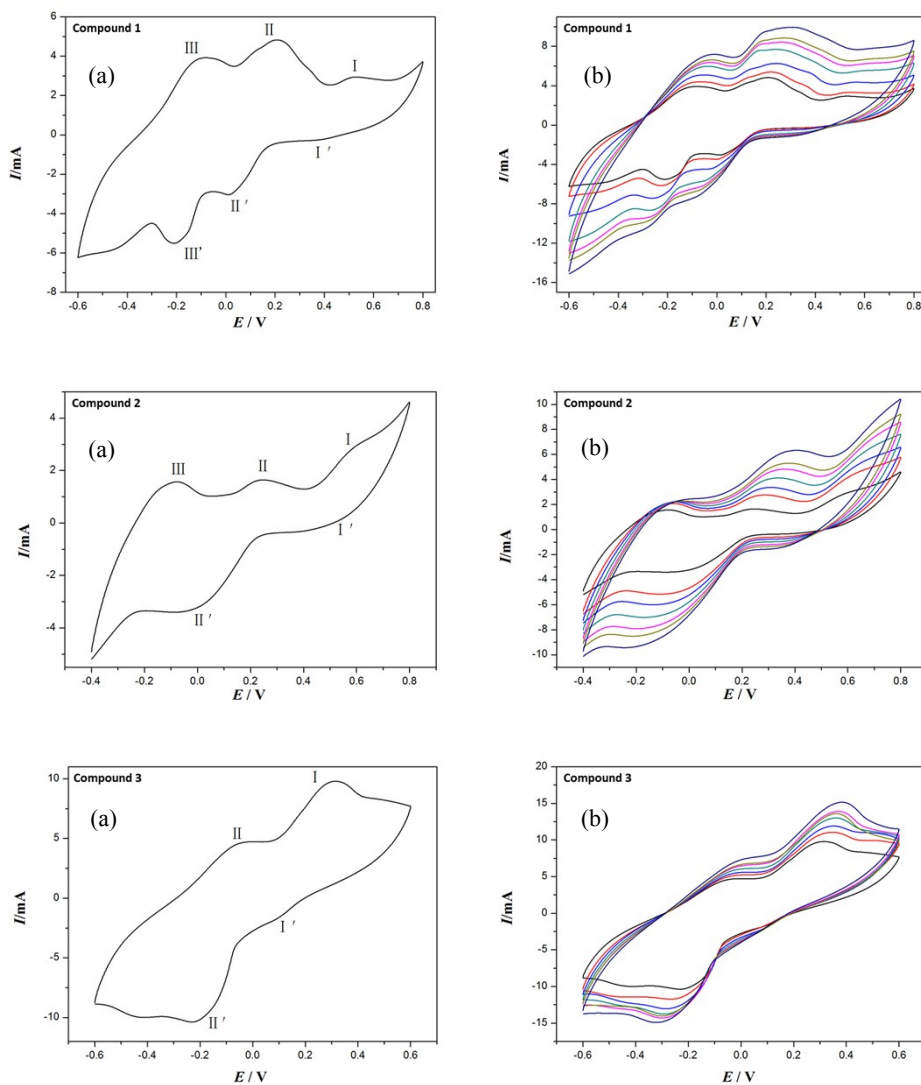 Compound 1
(a)
III
II
I
I ′
II ′
III'
I/mA
6
4
2
0
-2
-4
-6
-8
-0.6 -0.4 -0.2 0.0 0.2 0.4 0.6 0.8
E / V
Compound 1
(b)
I/mA
8
4
0
-4
-8
-12
-16
-0.6 -0.4 -0.2 0.0 0.2 0.4 0.6 0.8
E / V
Compound 2
(a)
III
II
I
I ′
II ′
I/mA
4
2
0
-2
-4
-0.4 -0.2 0.0 0.2 0.4 0.6 0.8
E / V
Compound 2
(b)
I/mA
10
8
6
4
2
0
-2
-4
-6
-8
-10
-0.4 -0.2 0.0 0.2 0.4 0.6 0.8
E / V
Compound 3
(a)
I
II
I ′
II ′
I/mA
10
5
0
-5
-10
-0.6 -0.4 -0.2 0.0 0.2 0.4 0.6
E / V
Compound 3
(b)
I/mA
20
15
10
5
0
-5
-10
-15
-0.6 -0.4 -0.2 0.0 0.2 0.4 0.6
E / V